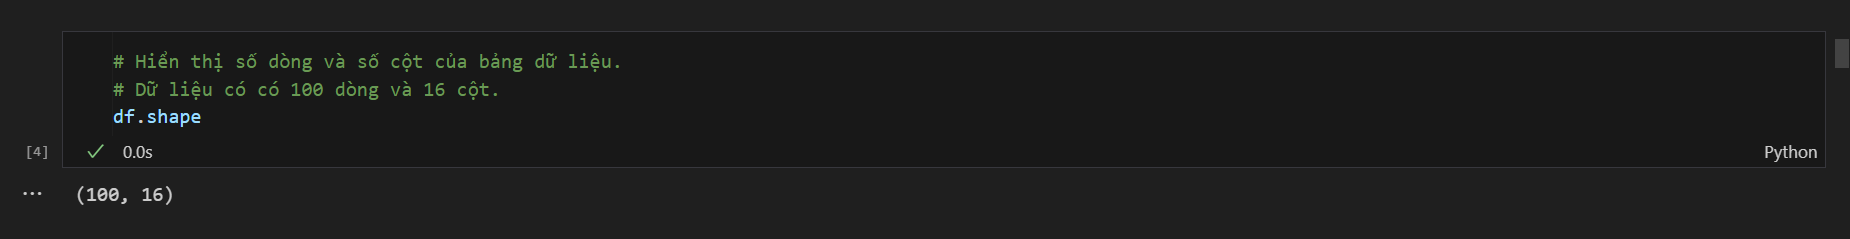 # Hiển thị số dòng và số cột của bảng dữ liệu.
# Dữ liệu có có 100 dòng và 16 cột.
df.shape
[4]
0.0s
Python
(100, 16)